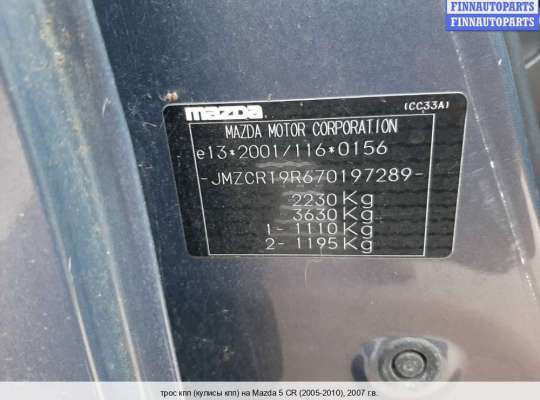 FINNAUTOPARTS
FINNAUTOPARTS
mazda (CC33A)
MAZDA MOTOR CORPORATION
e13*2001/116*0156
-JMZCR19R670197289-
2230 Kg
3630 Kg
1- 1110 Kg
2- 1195 Kg
трос кпп (кулисы кпп) на Mazda 5 CR (2005-2010), 2007 г.в.